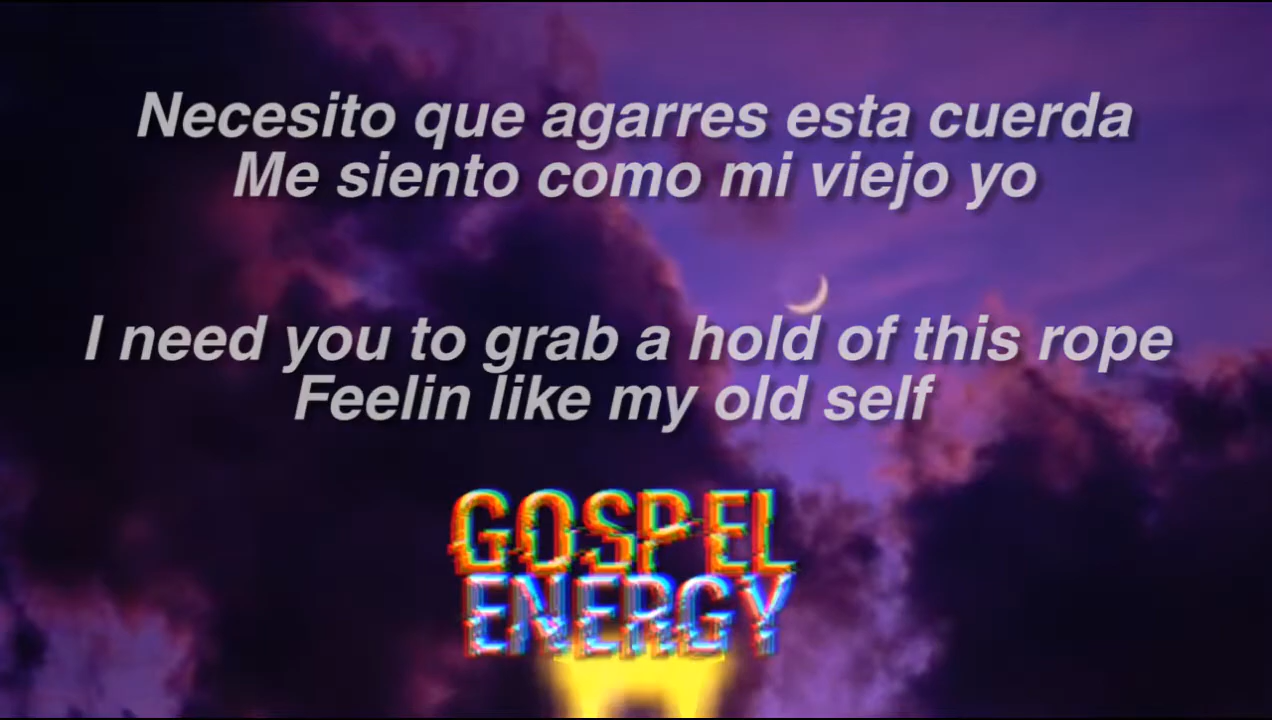 Necesito que agarres esta cuerda
Me siento como mi viejo yo
I need you to grab a hold of this rope
Feelin like my old self
GOSPEL
ENERGY